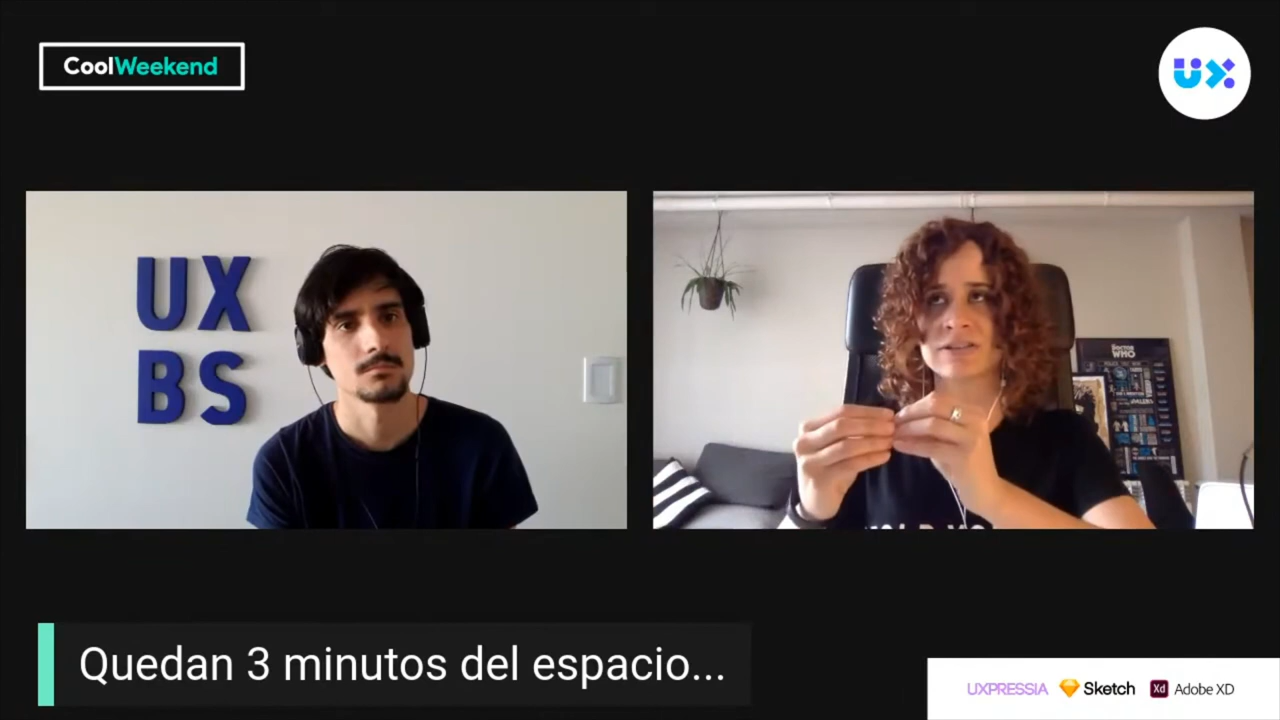 CoolWeekend
UX
UX
BS
DOCTOR
WHO
Quedan 3 minutos del espacio...
UXPRESSIA
Sketch
Xd Adobe XD